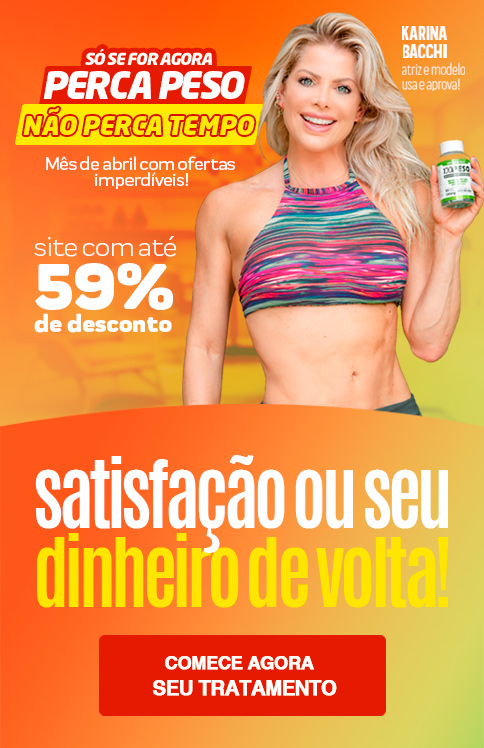 KARINA
BACCHI
atriz e modelo
usa e aprova!
SÓ SE FOR AGORA
PERCA PESO
NÃO PERCA TEMPO
Mês de abril com ofertas
imperdíveis!
site com até
59%
de desconto
satisfação ou seu
dinheiro de volta!
COMECE AGORA
SEU TRATAMENTO